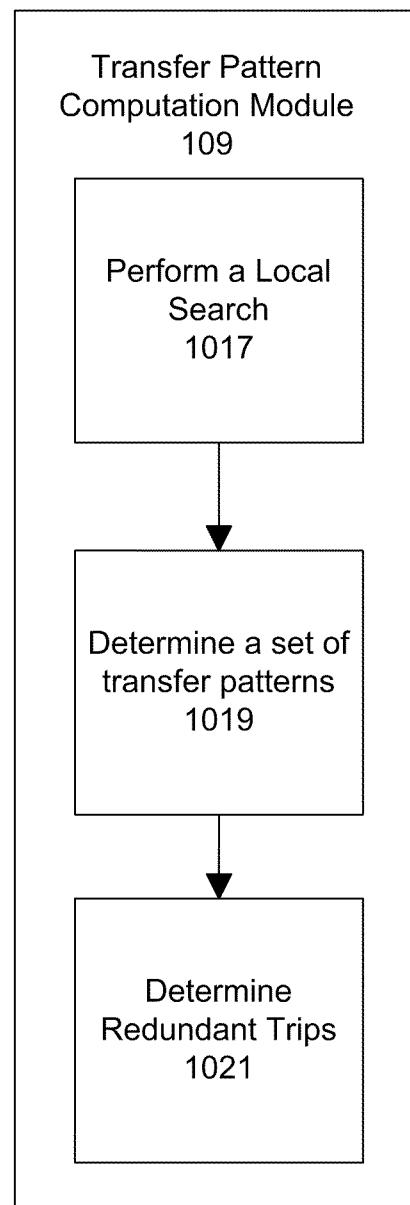 Transfer Pattern
Computation Module
109
Perform a Local
Search
1017
Determine a set of
transfer patterns
1019
Determine
Redundant Trips
1021